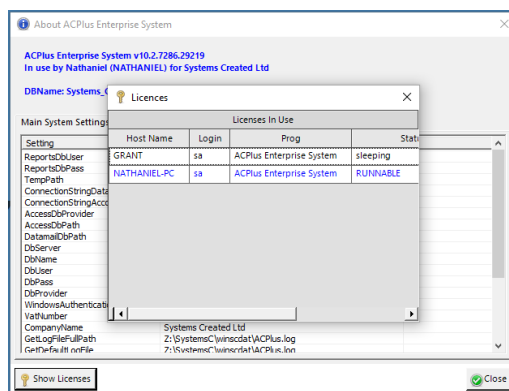 About ACPlus Enterprise System
ACPlus Enterprise System v10.2.7286.29219
In use by Nathaniel (NATHANIEL) for Systems Created Ltd
DBName: Systems_
Licences
Licenses In Use
Host Name Login Prog Stat
GRANT sa ACPlus Enterprise System sleeping
NATHANIEL-PC sa ACPlus Enterprise System RUNNABLE
Main System Settings
Setting
ReportsDbUser
ReportsDbPass
TempPath
ConnectionStringData
ConnectionStringAcc
AccessDbProvider
AccessDbPath
DatamailDbPath
DbServer
DbName
DbUser
DbPass
DbProvider
WindowsAuthenticati
VatNumber
CompanyName Systems Created Ltd
GetLogFileFullPath Z:\SystemsC\winscdat\ACPlus.log
GetDefaultLogFile Z:\SystemsC\winscdat\ACPlus.log
Show Licenses
Close